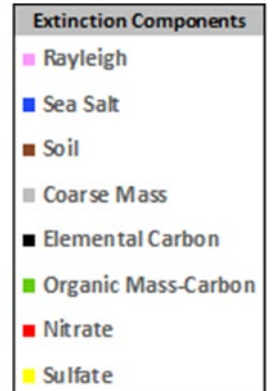 Extinction Components
Rayleigh
Sea Salt
Soil
Coarse Mass
Elemental Carbon
Organic Mass-Carbon
Nitrate
Sulfate